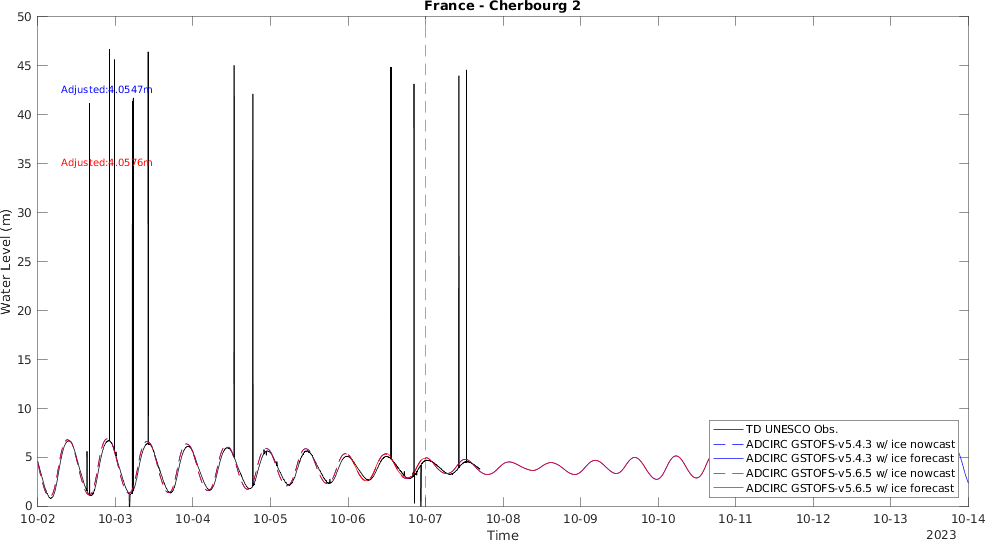 France - Cherbourg 2
50
45
40
35
30
25
20
15
10
5
0
Water Level (m)
Adjusted:4.0547m
Adjusted:4.0576m
TD UNESCO Obs.
ADCIRC GSTOFS-v5.4.3 w/ ice nowcast
ADCIRC GSTOFS-v5.4.3 w/ ice forecast
ADCIRC GSTOFS-v5.6.5 w/ ice nowcast
ADCIRC GSTOFS-v5.6.5 w/ ice forecast
10-02 10-03 10-04 10-05 10-06 10-07 10-08 10-09 10-10 10-11 10-12 10-13 10-14
Time
2023